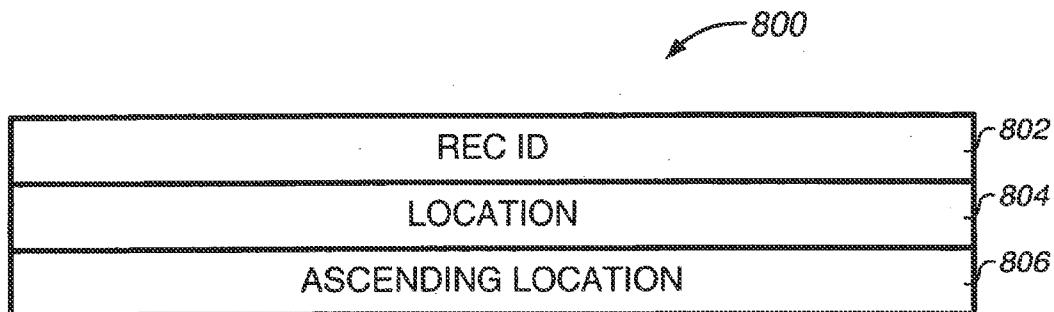 800
REC ID 802
LOCATION 804
ASCENDING LOCATION 806